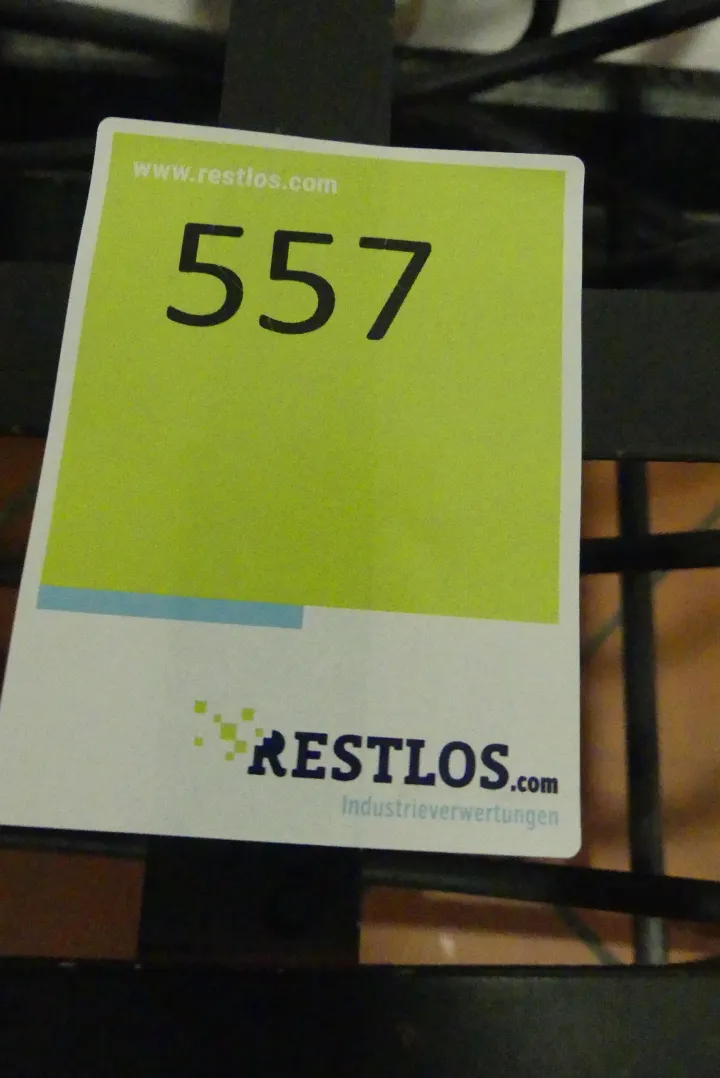 www.restlos.com
557
RESTLOS.com
Industrieverwertungen